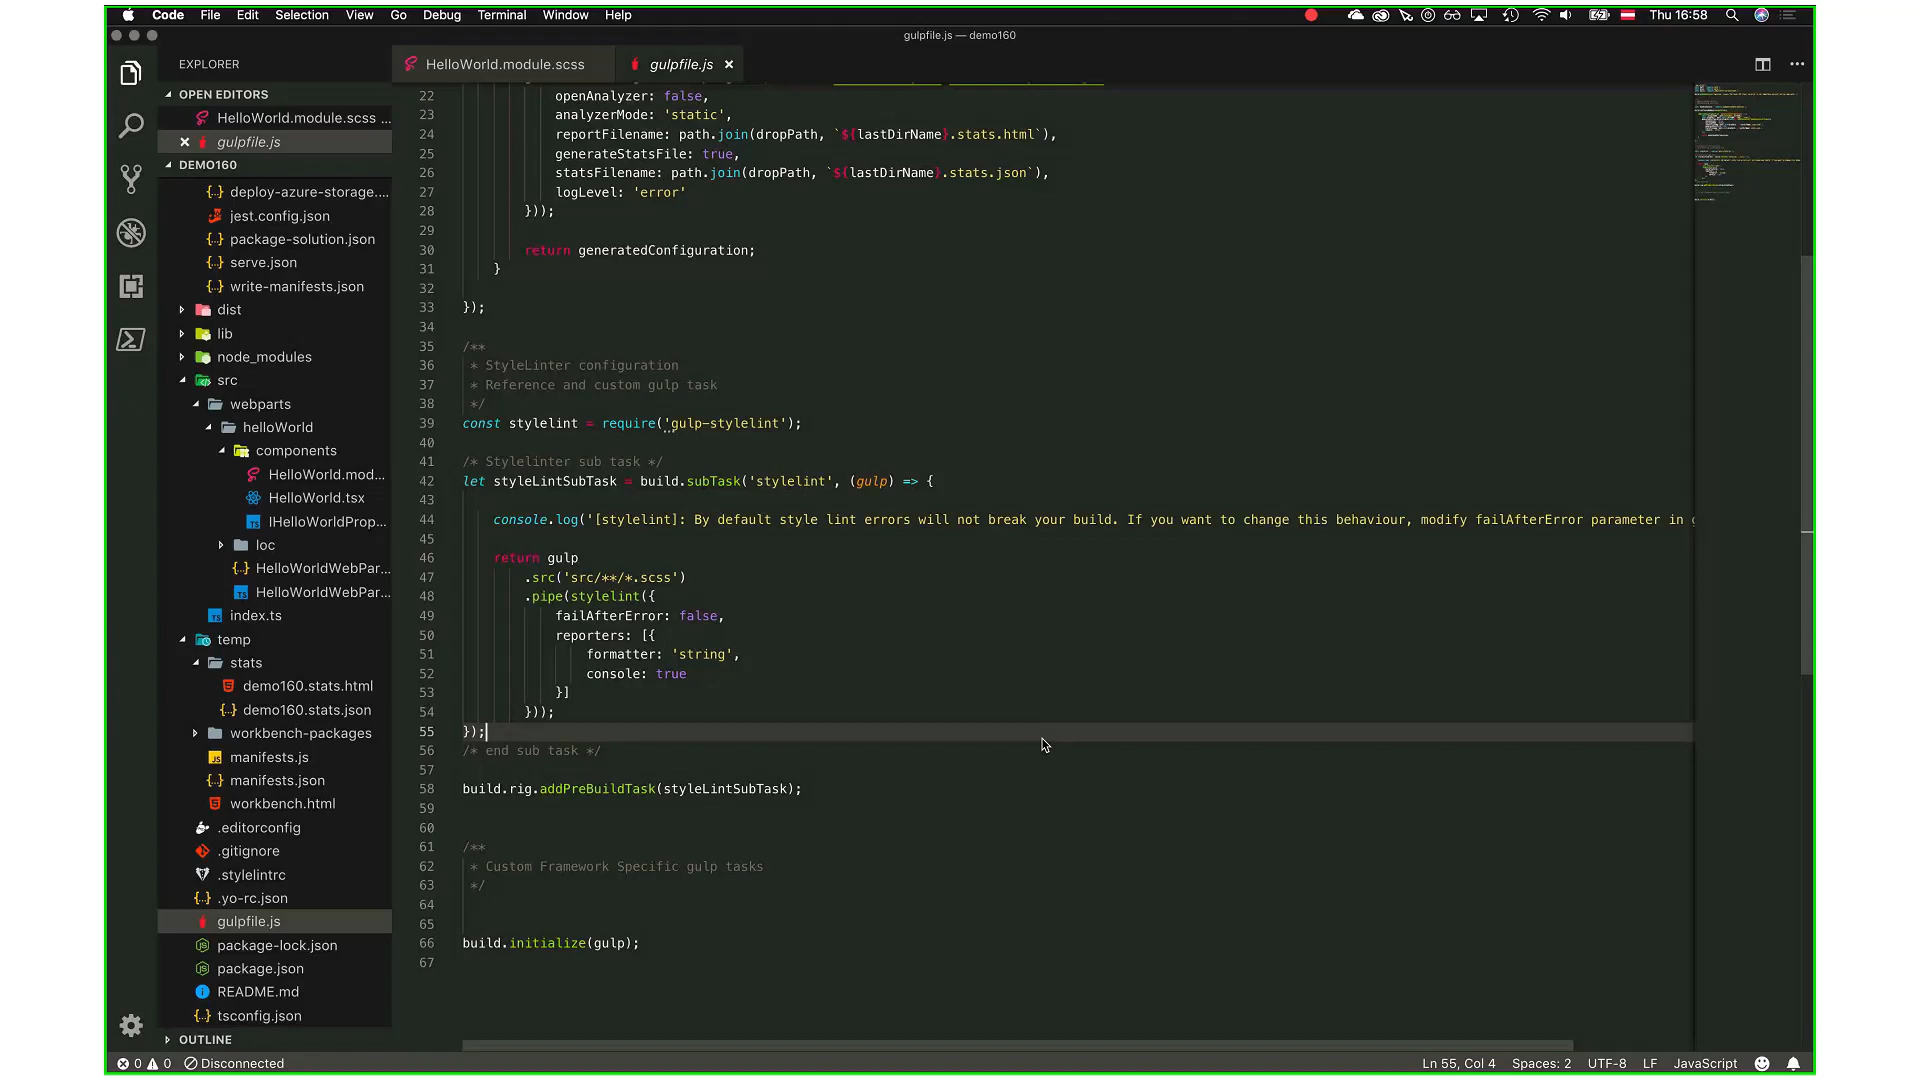 Code File Edit Selection View Go Debug Terminal Window Help Thu 16:58
gulpfile.js — demo160
EXPLORER
OPEN EDITORS
HelloWorld.module.scss ...
gulpfile.js
DEMO160
deploy-azure-storage....
jest.config.json
package-solution.json
serve.json
write-manifests.json
dist
lib
node_modules
src
webparts
helloWorld
components
HelloWorld.mod...
HelloWorld.tsx
IHelloWorldProp...
loc
HelloWorldWebPar...
HelloWorldWebPar...
index.ts
temp
stats
demo160.stats.html
demo160.stats.json
workbench-packages
manifests.js
manifests.json
workbench.html
.editorconfig
.gitignore
.stylelintrc
.yo-rc.json
gulpfile.js
package-lock.json
package.json
README.md
tsconfig.json
OUTLINE
HelloWorld.module.scss gulpfile.js
22 openAnalyzer: false,
23 analyzerMode: 'static',
24 reportFilename: path.join(dropPath, `${lastDirName}.stats.html`),
25 generateStatsFile: true,
26 statsFilename: path.join(dropPath, `${lastDirName}.stats.json`),
27 logLevel: 'error'
28 }));
29
30 return generatedConfiguration;
31 }
32
33 });
34
35 /**
36 * StyleLinter configuration
37 * Reference and custom gulp task
38 */
39 const stylelint = require('gulp-stylelint');
40
41 /* Stylelinter sub task */
42 let styleLintSubTask = build.subTask('stylelint', (gulp) => {
43
44 console.log('[stylelint]: By default style lint errors will not break your build. If you want to change this behaviour, modify failAfterError parameter in
45
46 return gulp
47 .src('src/**/*.scss')
48 .pipe(stylelint({
49 failAfterError: false,
50 reporters: [{
51 formatter: 'string',
52 console: true
53 }]
54 }));
55 });
56 /* end sub task */
57
58 build.rig.addPreBuildTask(styleLintSubTask);
59
60
61 /**
62 * Custom Framework Specific gulp tasks
63 */
64
65
66 build.initialize(gulp);
67
0 0 Disconnected
Ln 55, Col 4 Spaces: 2 UTF-8 LF JavaScript